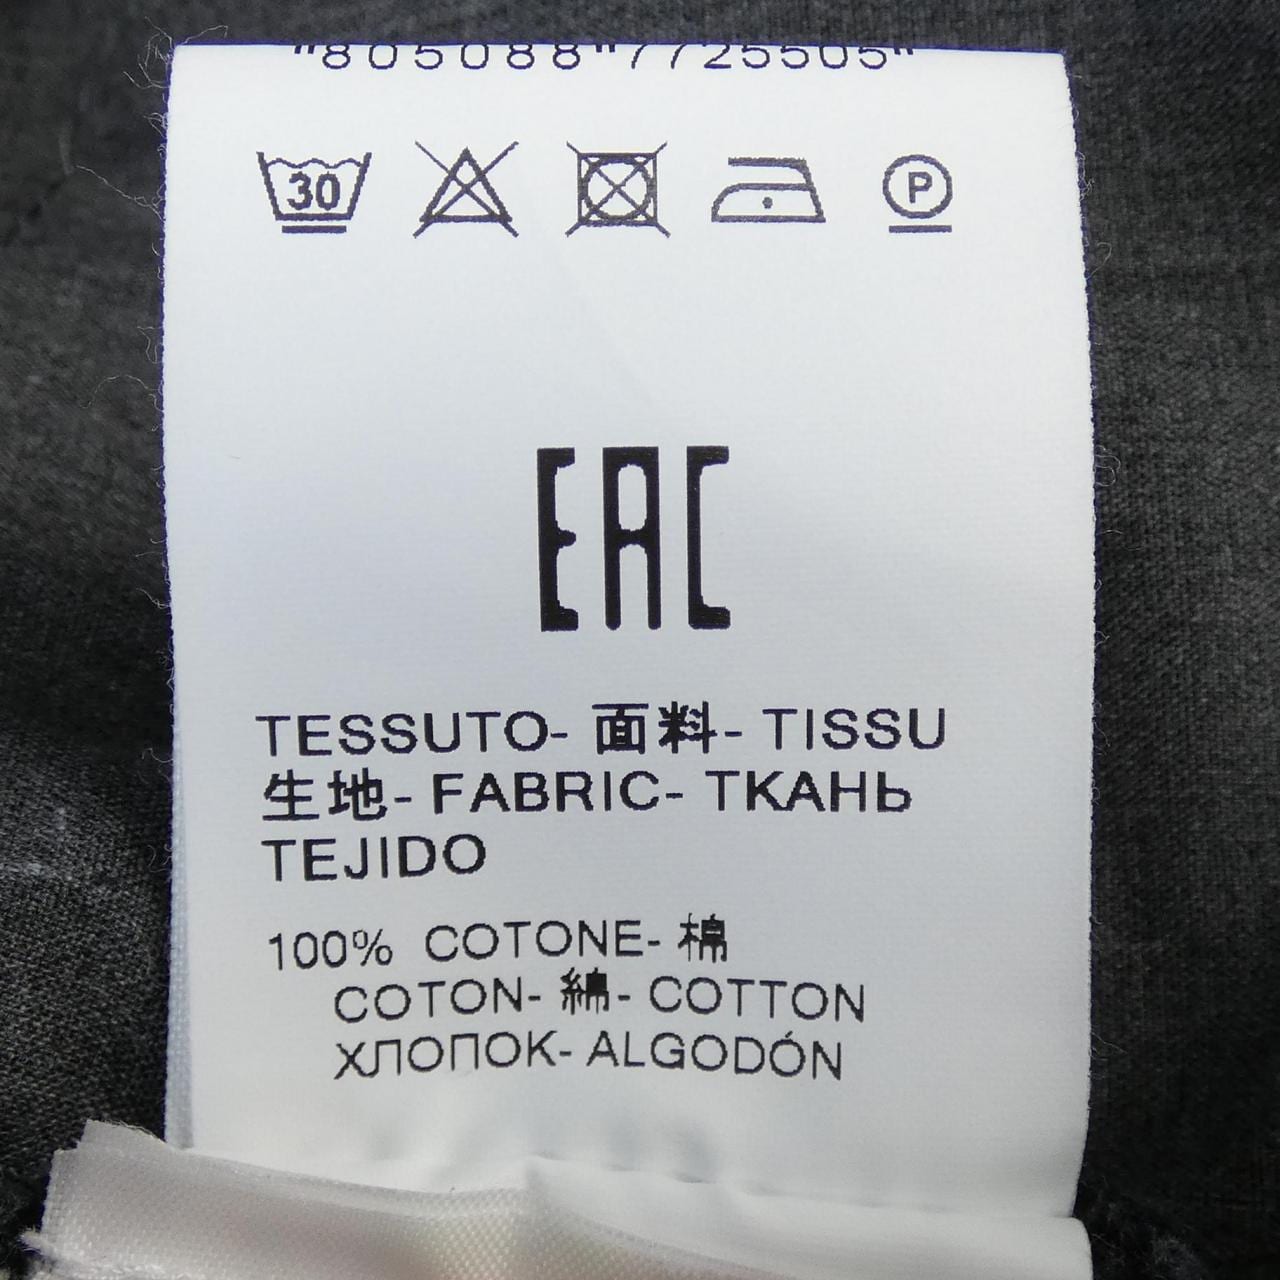 "805088"7725505"
30
P
EAC
TESSUTO- 面料- TISSU
生地- FABRIC- ТКАНЬ
TEJIDO
100% COTONE- 棉
COTON- 綿- COTTON
ХЛОПОК- ALGODÓN